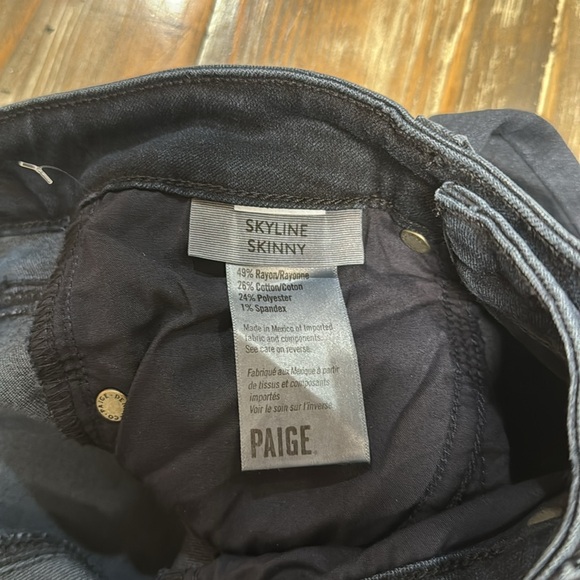 SKYLINE
SKINNY
49% Rayon/Rayonne
26% Cotton/Coton
24% Polyester
1% Spandex
Made in Mexico of imported
fabric and components.
See care on reverse.
Fabriqué aux Mexique à partir
de tissus et composants
importés
Voir le soin sur l'inverse.
PAIGE